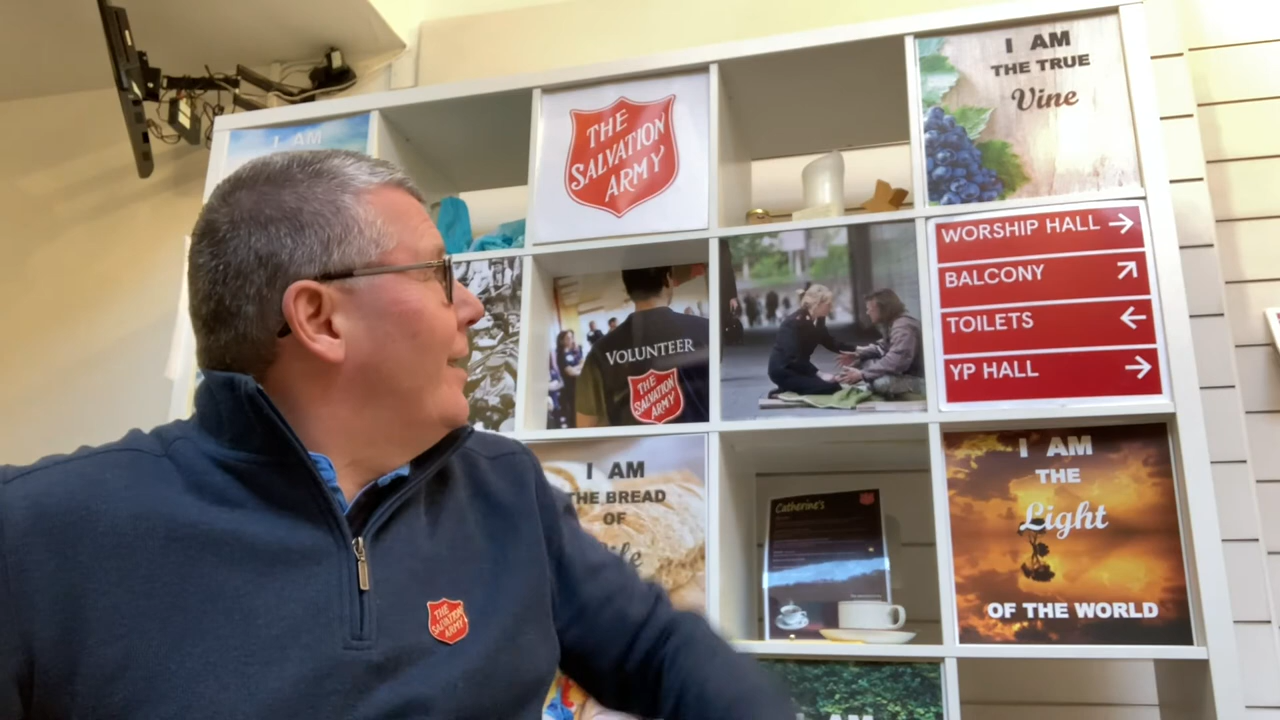 I AM
THE
SALVATION
ARMY
I AM
THE TRUE
Vine
WORSHIP HALL →
BALCONY ↗
TOILETS ←
YP HALL →
VOLUNTEER
THE
SALVATION
ARMY
I AM
THE BREAD
OF
Catherine's
I AM
THE
Light
OF THE WORLD
THE
SALVATION
ARMY
I AM